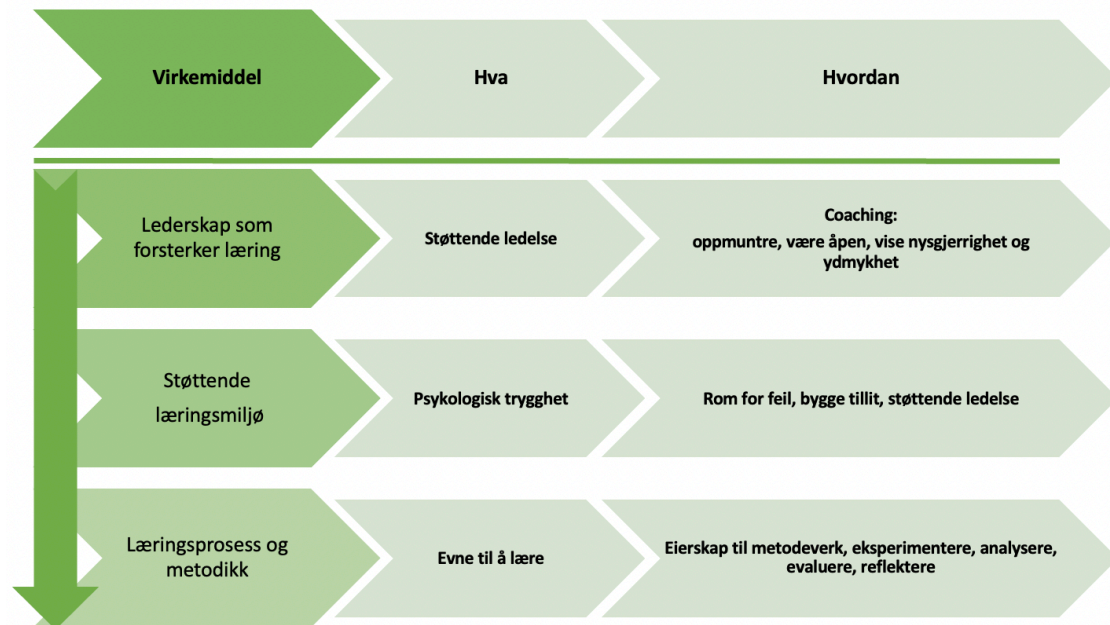 Virkemiddel
Hva
Hvordan
Lederskap som
forsterker læring
Støttende ledelse
Coaching:
oppmuntre, være åpen, vise nysgjerrighet og
ydmykhet
Støttende
læringsmiljø
Psykologisk trygghet
Rom for feil, bygge tillit, støttende ledelse
Læringsprosess og
metodikk
Evne til å lære
Eierskap til metodeverk, eksperimentere, analysere,
evaluere, reflektere